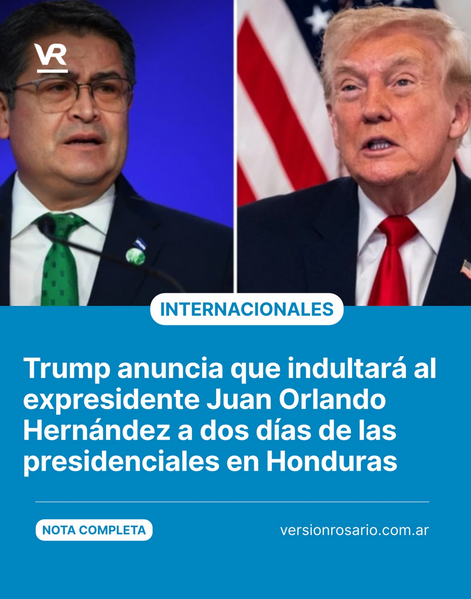 VR
INTERNACIONALES
Trump anuncia que indultará al
expresidente Juan Orlando
Hernández a dos días de las
presidenciales en Honduras
NOTA COMPLETA
versionrosario.com.ar